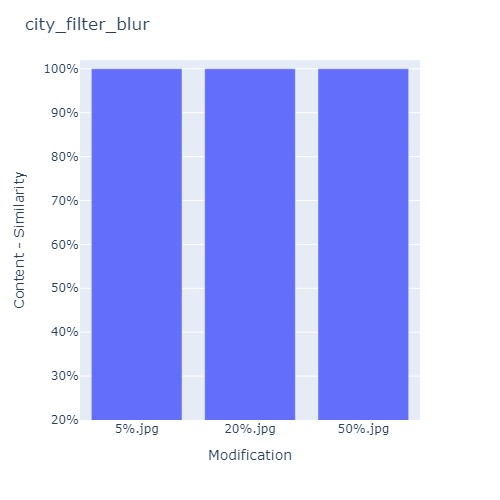 city_filter_blur
Content – Similarity
100%
90%
80%
70%
60%
50%
40%
30%
20%
5%.jpg
20%.jpg
50%.jpg
Modification